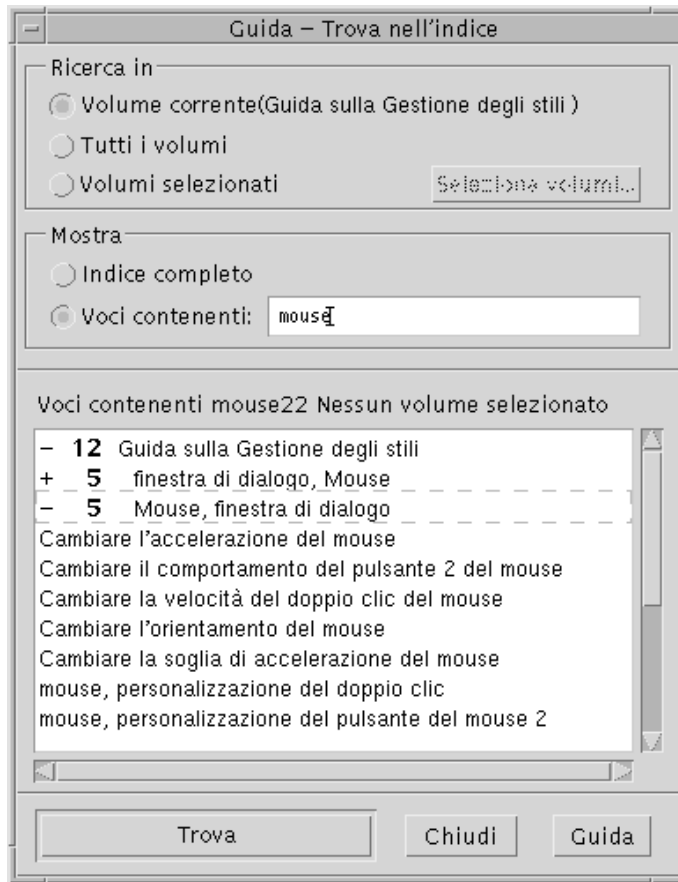 Guida – Trova nell'indice
Ricerca in
Volume corrente(Guida sulla Gestione degli stili )
Tutti i volumi
Volumi selezionati Seleziona volumi...
Mostra
Indice completo
Voci contenenti: mouse
Voci contenenti mouse22 Nessun volume selezionato
– 12 Guida sulla Gestione degli stili
+ 5 finestra di dialogo, Mouse
– 5 Mouse, finestra di dialogo
Cambiare l'accelerazione del mouse
Cambiare il comportamento del pulsante 2 del mouse
Cambiare la velocità del doppio clic del mouse
Cambiare l'orientamento del mouse
Cambiare la soglia di accelerazione del mouse
mouse, personalizzazione del doppio clic
mouse, personalizzazione del pulsante del mouse 2
Trova Chiudi Guida